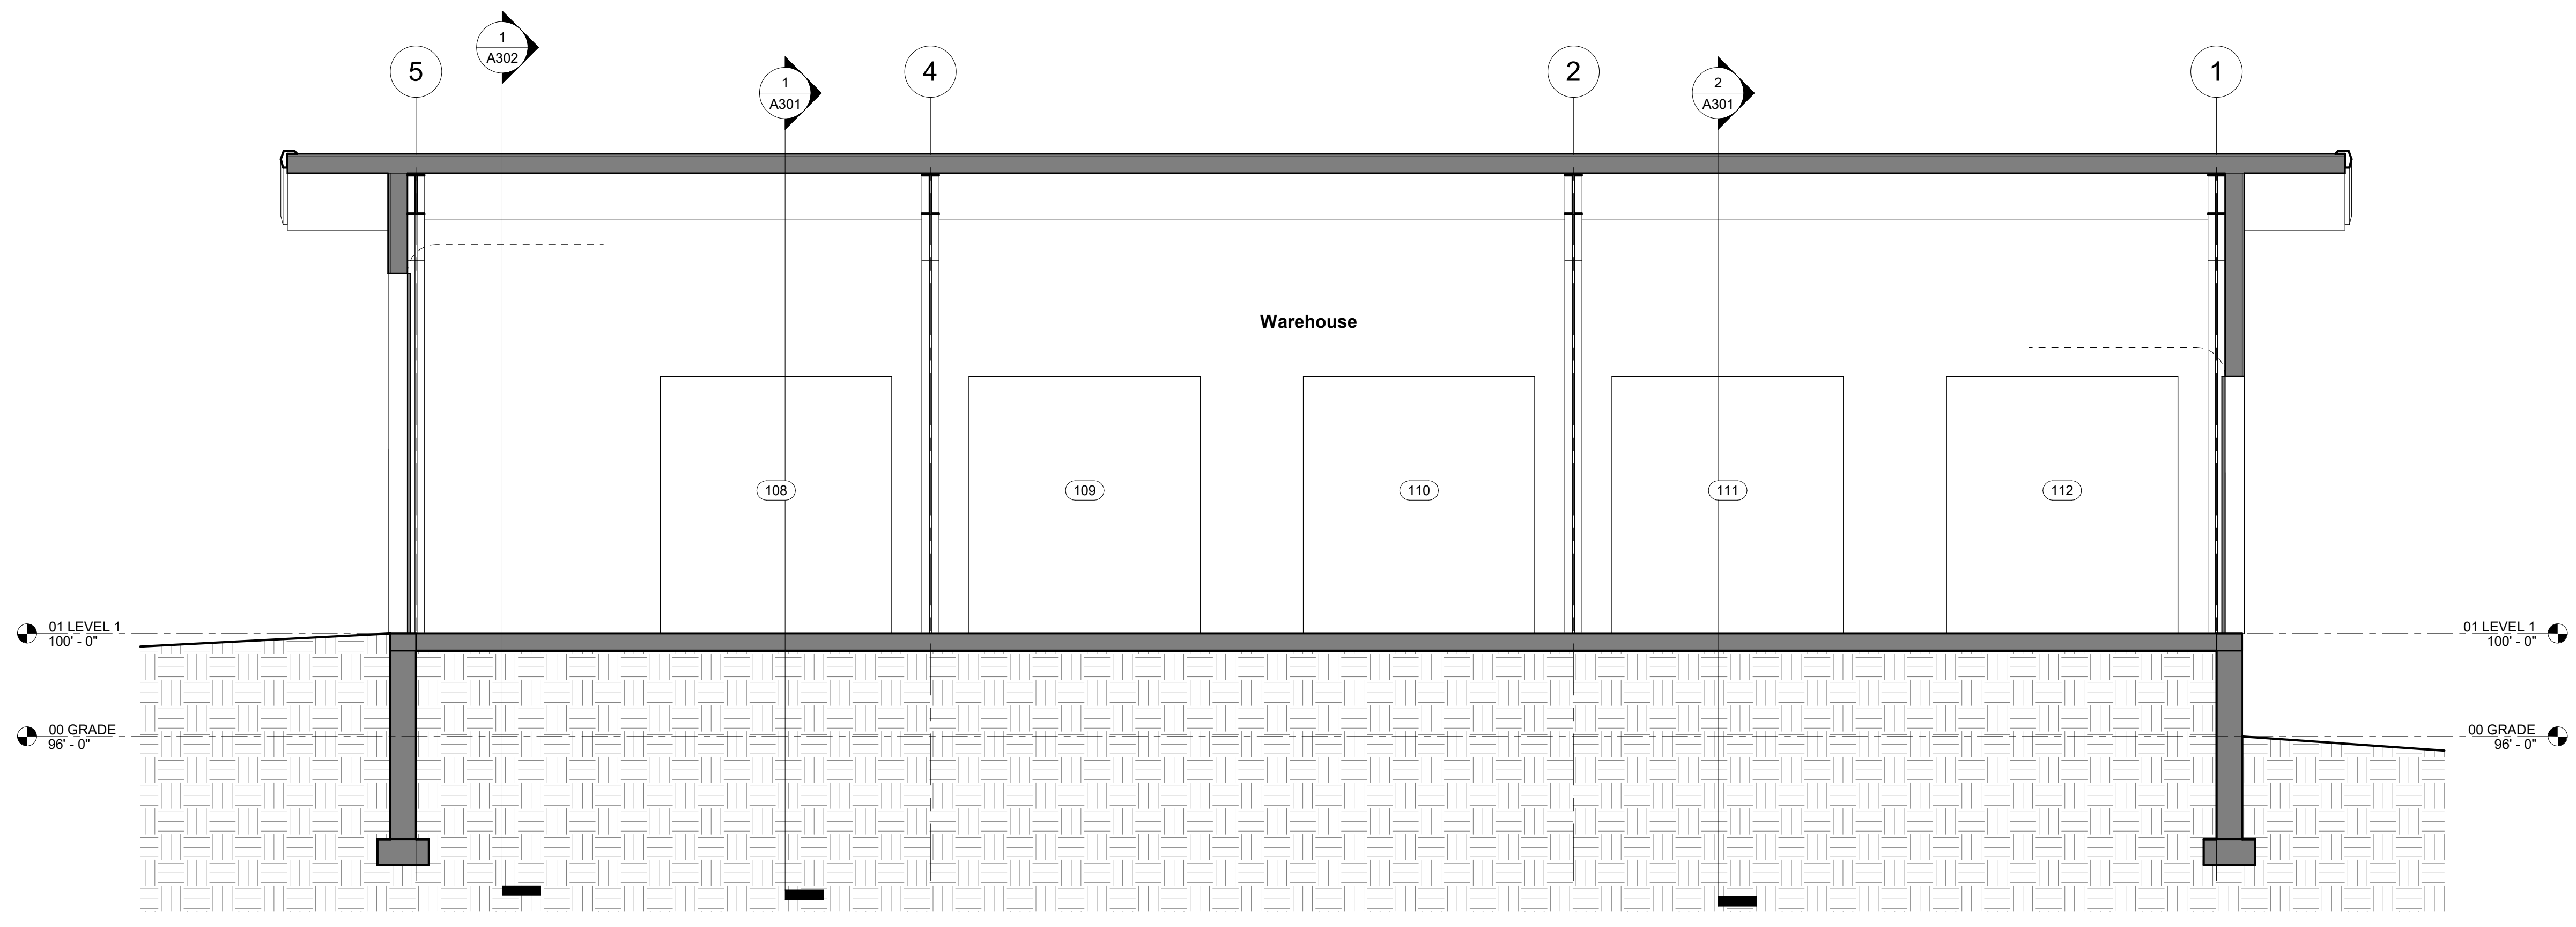 1
A302
5
1
A301
4
2
2
A301
1
Warehouse
108
109
110
111
112
01 LEVEL 1
100' - 0"
01 LEVEL 1
100' - 0"
00 GRADE
96' - 0"
00 GRADE
96' - 0"